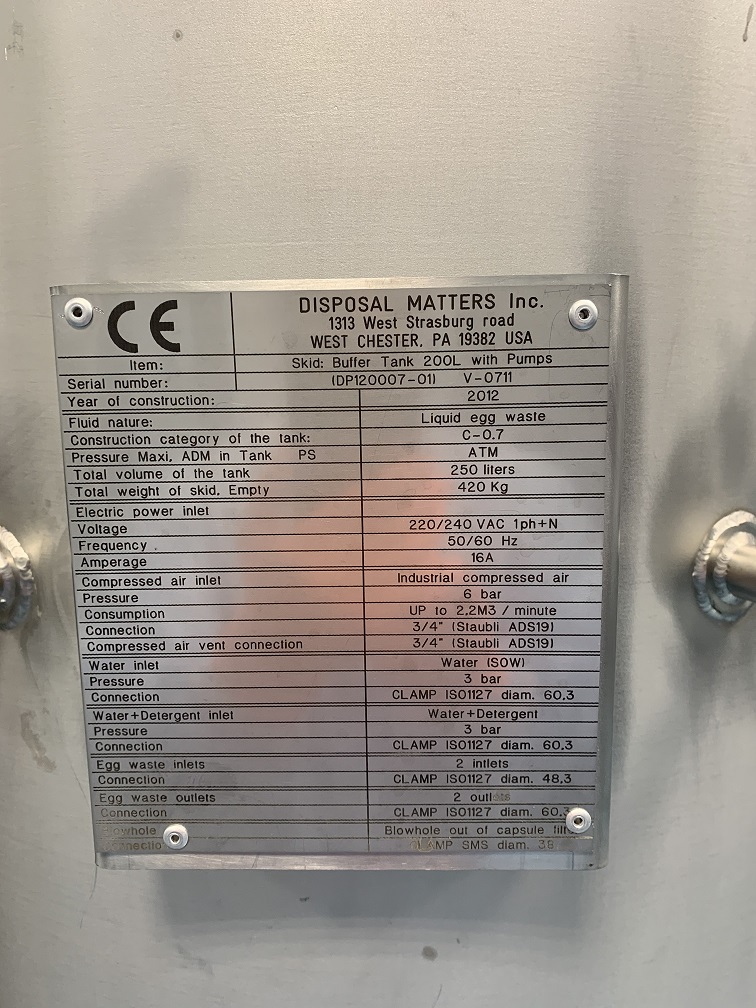 CE
DISPOSAL MATTERS Inc.
1313 West Strasburg road
WEST CHESTER, PA 19382 USA
Item: Skid: Buffer Tank 200L with Pumps
Serial number: (DP120007-01) V-0711
Year of construction: 2012
Fluid nature: Liquid egg waste
Construction category of the tank: C-0.7
Pressure Maxi, ADM in Tank PS ATM
Total volume of the tank 250 liters
Total weight of skid, Empty 420 Kg
Electric power inlet
Voltage 220/240 VAC 1ph+N
Frequency 50/60 Hz
Amperage 16A
Compressed air inlet Industrial compressed air
Pressure 6 bar
Consumption UP to 2,2M3 / minute
Connection 3/4" (Staubli ADS19)
Compressed air vent connection 3/4" (Staubli ADS19)
Water inlet Water (SOW)
Pressure 3 bar
Connection CLAMP ISO1127 diam. 60.3
Water+Detergent inlet Water+Detergent
Pressure 3 bar
Connection CLAMP ISO1127 diam. 60.3
Egg waste inlets 2 intlets
Connection CLAMP ISO1127 diam. 48.3
Egg waste outlets 2 outlets
Connection CLAMP ISO1127 diam. 60.3
Blowhole Blowhole out of capsule
Connection CLAMP SMS diam. 38